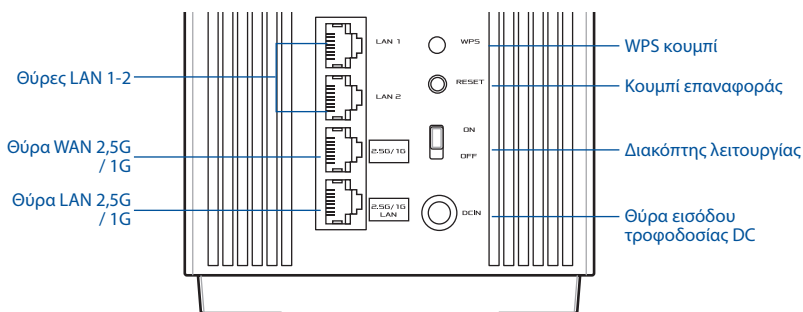 LAN 1
LAN 2
2.5G/1G
2.5G/1G
LAN
WPS
RESET
ON
OFF
DCIN
Θύρες LAN 1-2
Θύρα WAN 2,5G
/ 1G
Θύρα LAN 2,5G
/ 1G
WPS κουμπί
Κουμπί επαναφοράς
Διακόπτης λειτουργίας
Θύρα εισόδου
τροφοδοσίας DC